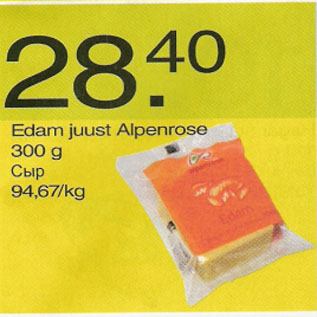 28.40
Edam juust Alpenrose
300 g
Сыр
94,67/kg
Edam